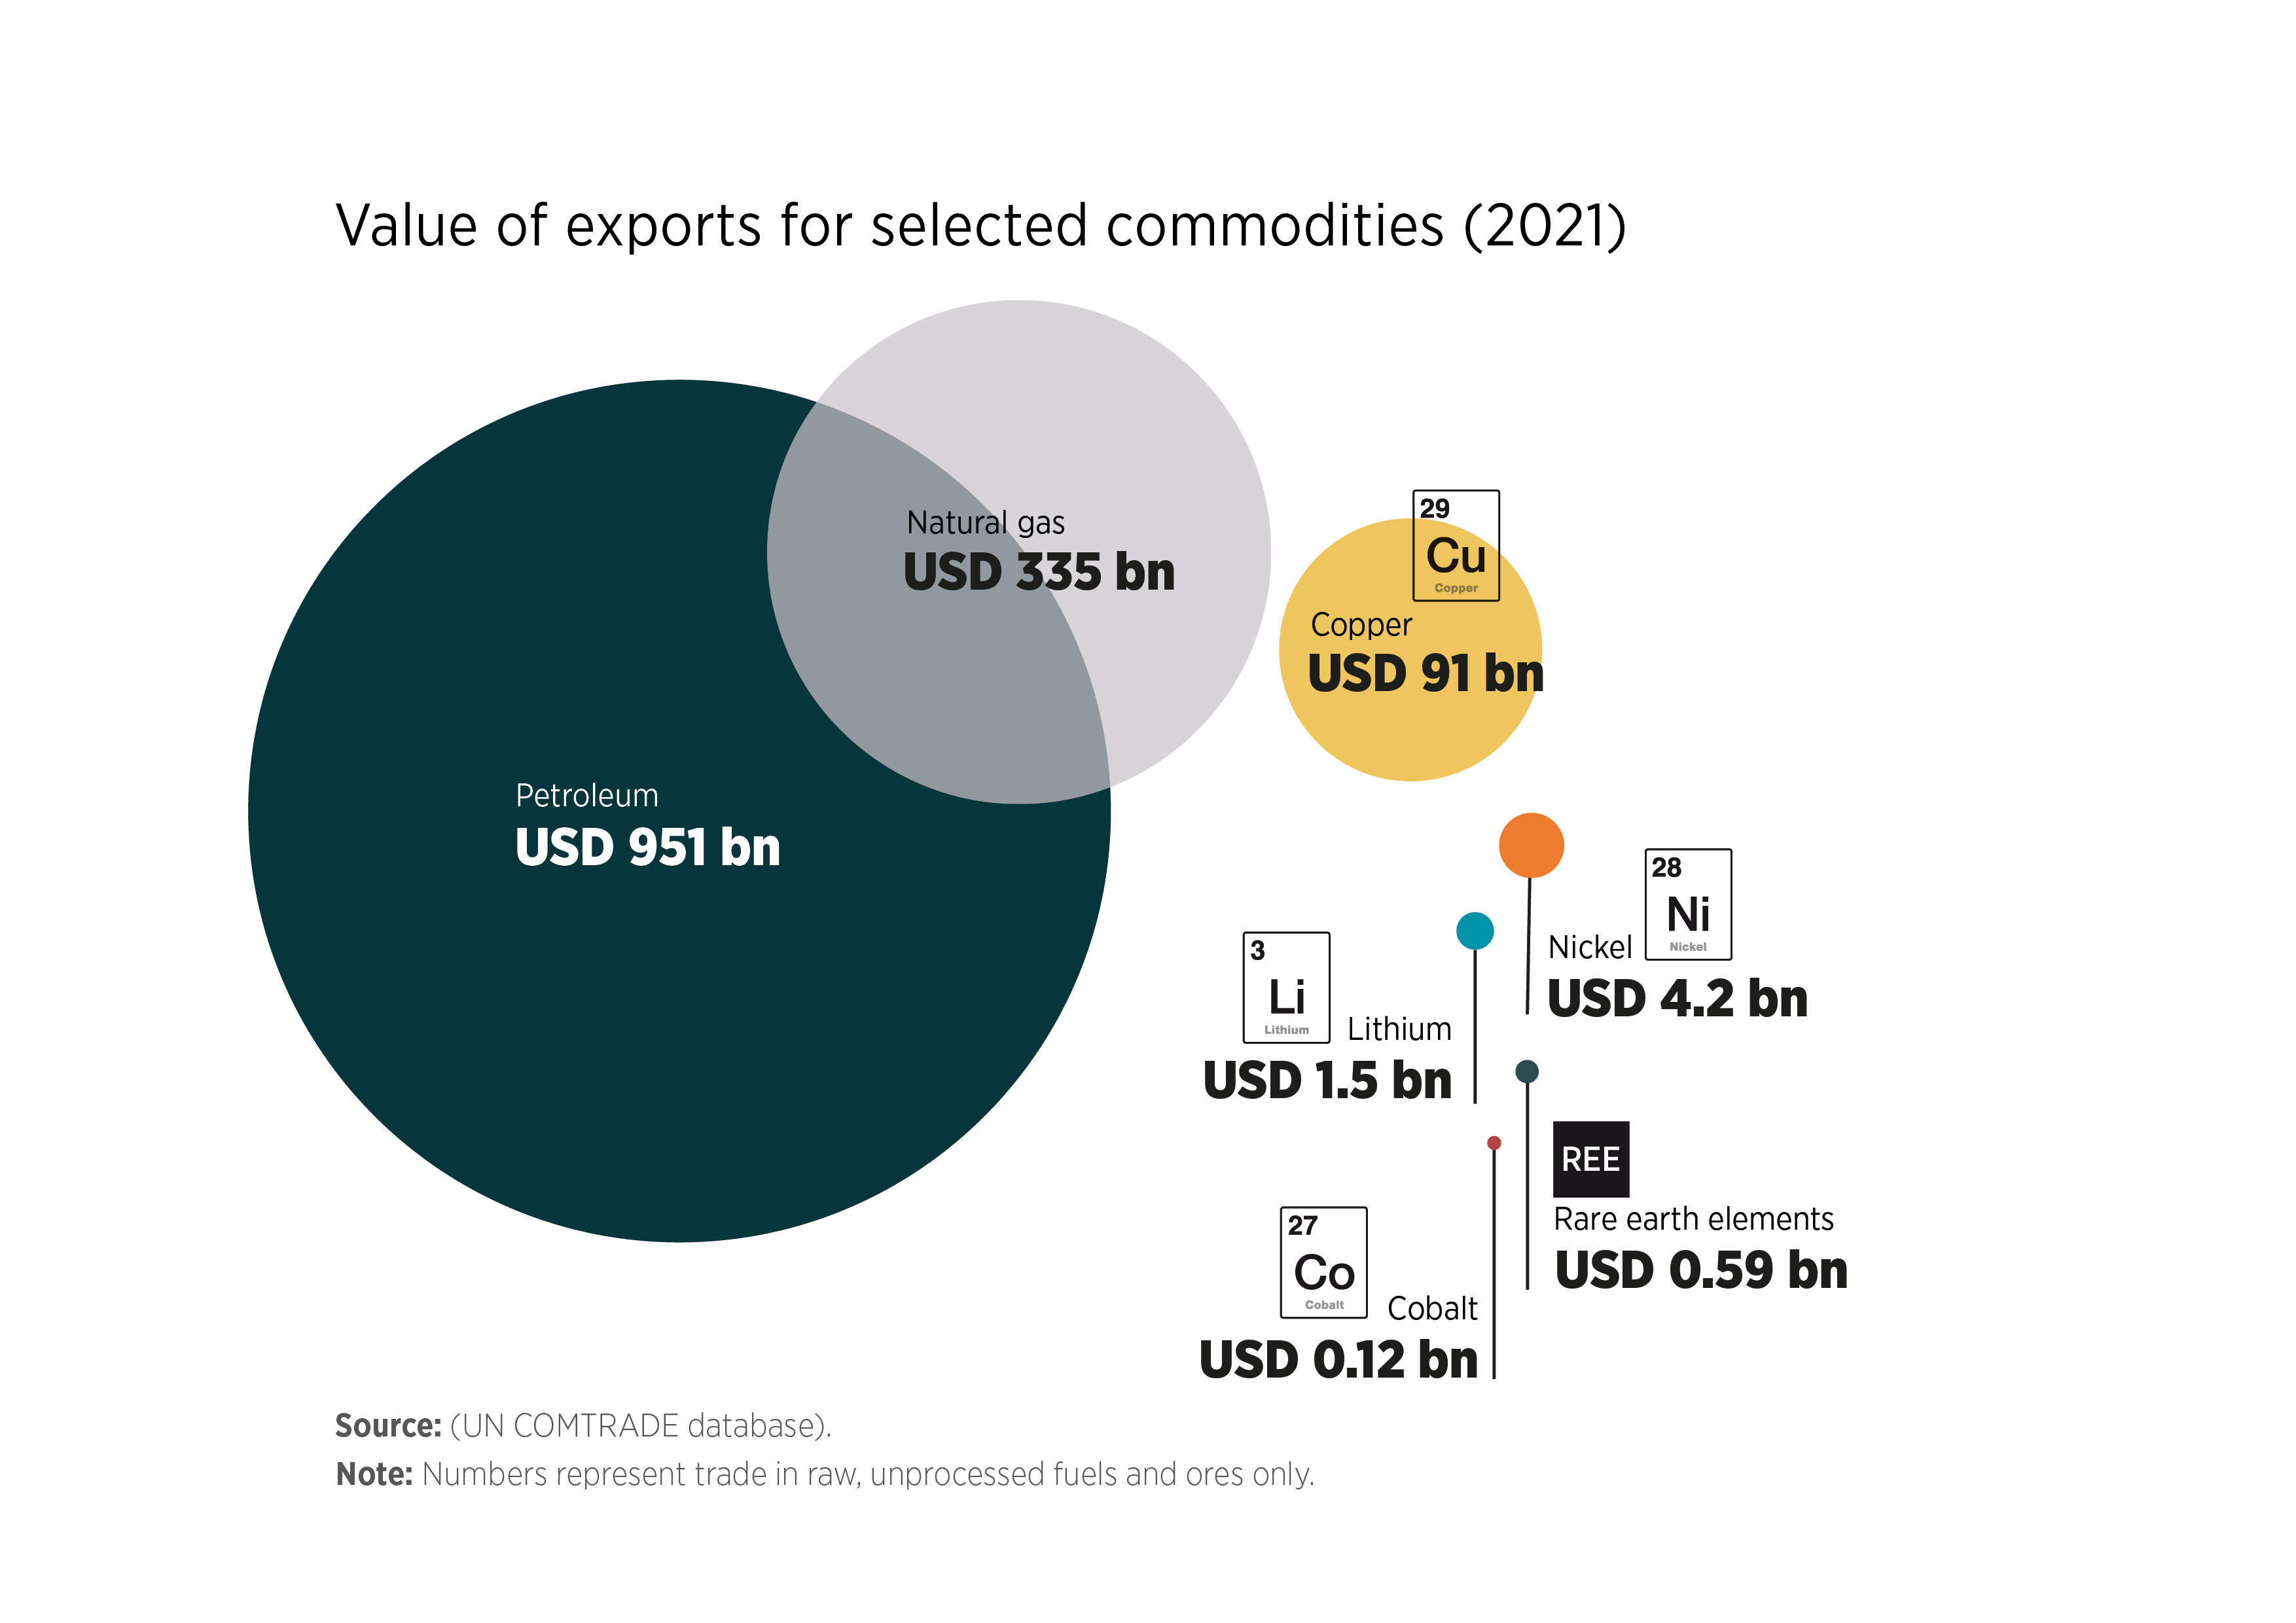 Value of exports for selected commodities (2021)
Natural gas
USD 335 bn
29
Cu
Copper
Copper
USD 91 bn
Petroleum
USD 951 bn
28
Ni
Nickel
Nickel
USD 4.2 bn
3
Li
Lithium
Lithium
USD 1.5 bn
REE
Rare earth elements
USD 0.59 bn
27
Co
Cobalt
Cobalt
USD 0.12 bn
Source: (UN COMTRADE database).
Note: Numbers represent trade in raw, unprocessed fuels and ores only.